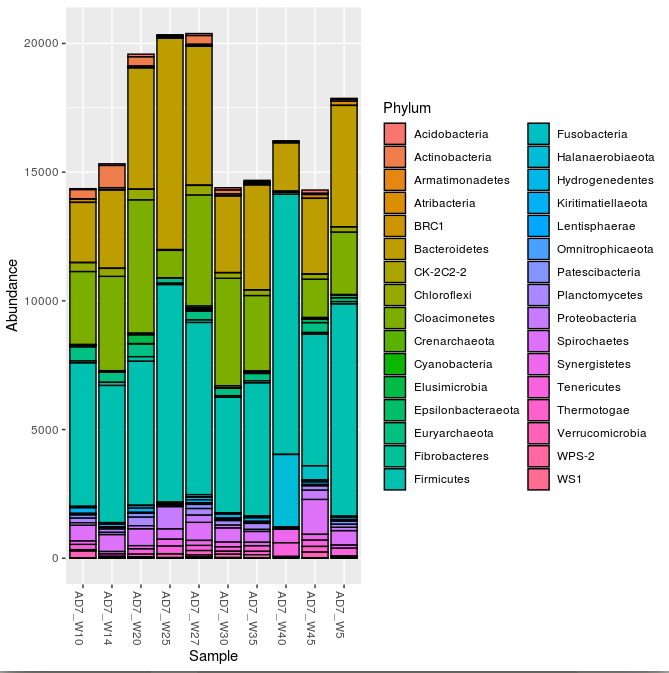 Abundance
20000
15000
10000
5000
0
AD7_W10
AD7_W14
AD7_W20
AD7_W25
AD7_W27
AD7_W30
AD7_W35
AD7_W40
AD7_W45
AD7_W5
Sample
Phylum
Acidobacteria
Actinobacteria
Armatimonadetes
Atribacteria
BRC1
Bacteroidetes
CK-2C2-2
Chloroflexi
Cloacimonetes
Crenarchaeota
Cyanobacteria
Elusimicrobia
Epsilonbacteraeota
Euryarchaeota
Fibrobacteres
Firmicutes
Fusobacteria
Halanaerobiaeota
Hydrogenedentes
Kiritimatiellaeota
Lentisphaerae
Omnitrophicaeota
Patescibacteria
Planctomycetes
Proteobacteria
Spirochaetes
Synergistetes
Tenericutes
Thermotogae
Verrucomicrobia
WPS-2
WS1